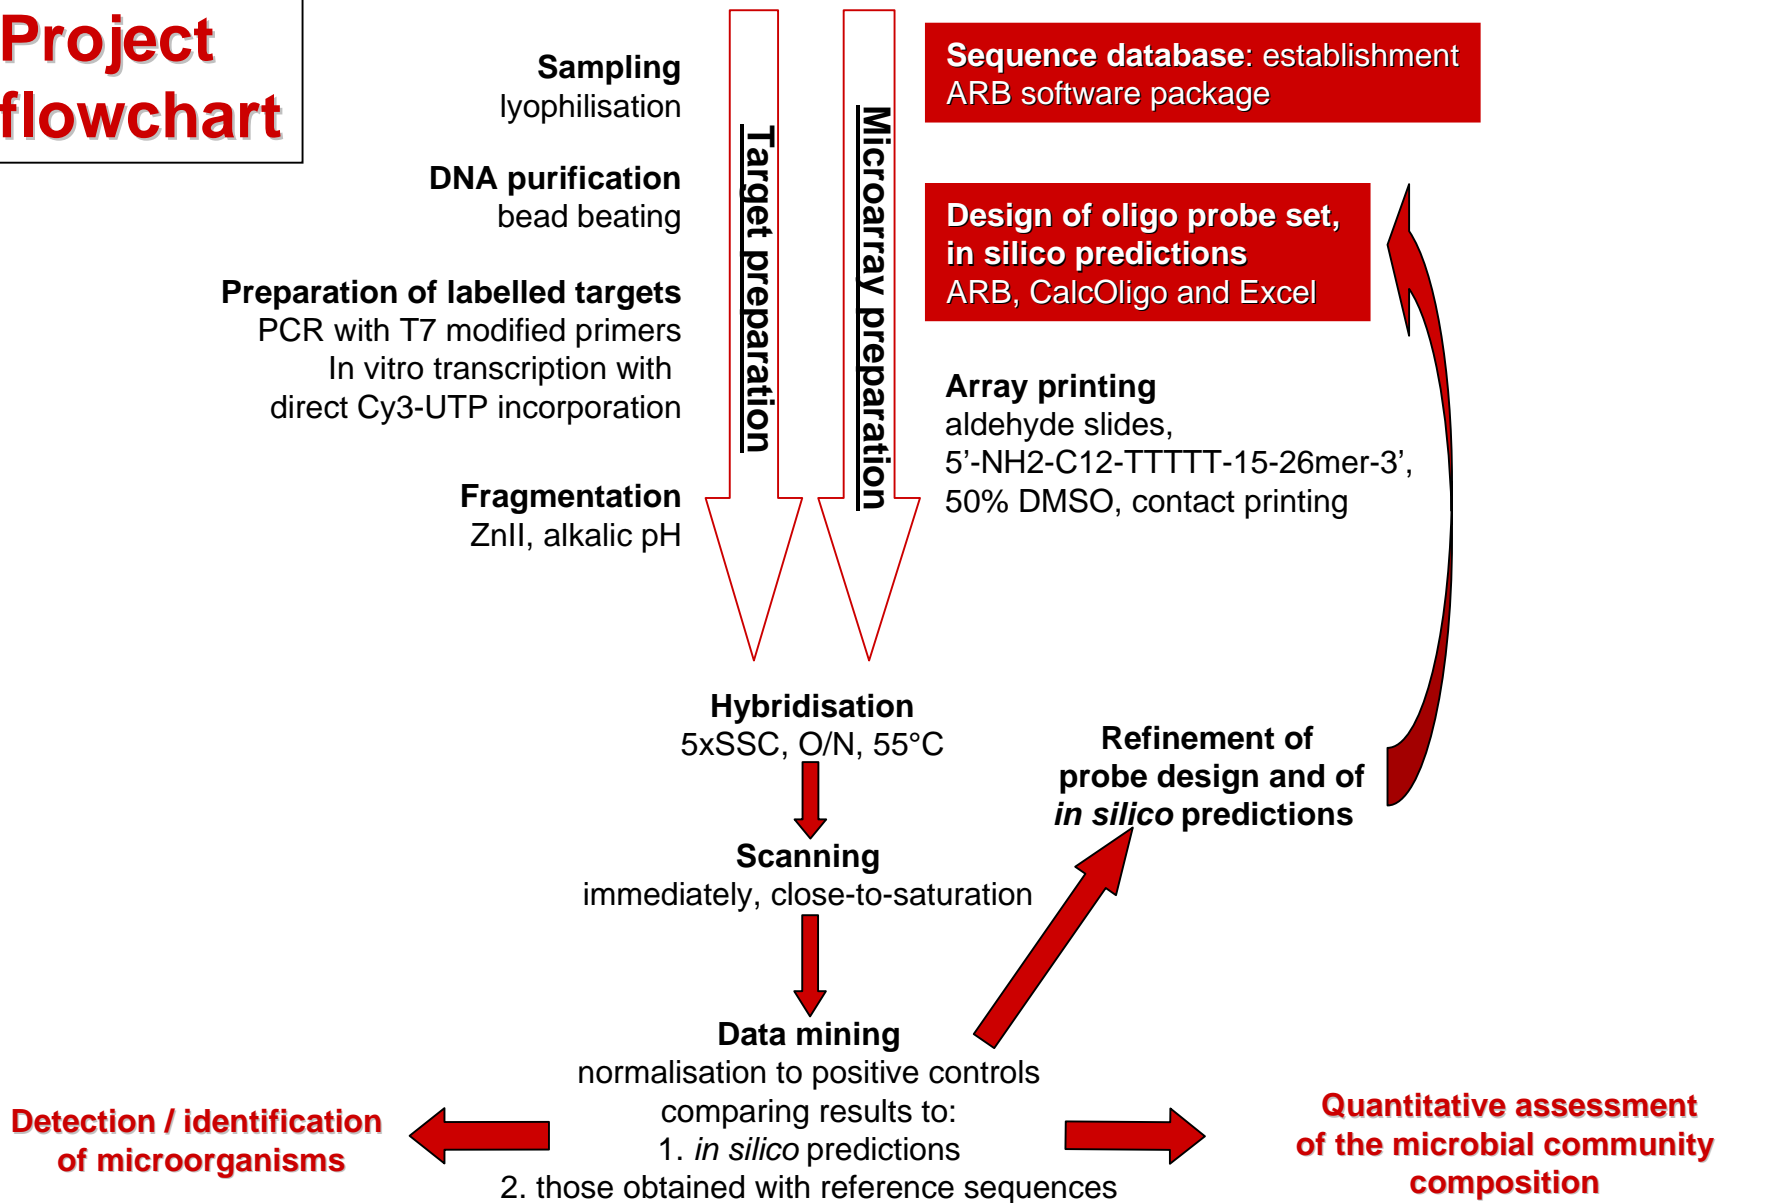 Project
flowchart
Sampling
lyophilisation
DNA purification
bead beating
Preparation of labelled targets
PCR with T7 modified primers
In vitro transcription with
direct Cy3-UTP incorporation
Fragmentation
ZnII, alkalic pH
Target preparation
Microarray preparation
Sequence database: establishment
ARB software package
Design of oligo probe set,
in silico predictions
ARB, CalcOligo and Excel
Array printing
aldehyde slides,
5’-NH2-C12-TTTTT-15-26mer-3’,
50% DMSO, contact printing
Hybridisation
5xSSC, O/N, 55°C
Refinement of
probe design and of
in silico predictions
Scanning
immediately, close-to-saturation
Data mining
normalisation to positive controls
comparing results to:
1. in silico predictions
2. those obtained with reference sequences
Detection / identification
of microorganisms
Quantitative assessment
of the microbial community
composition